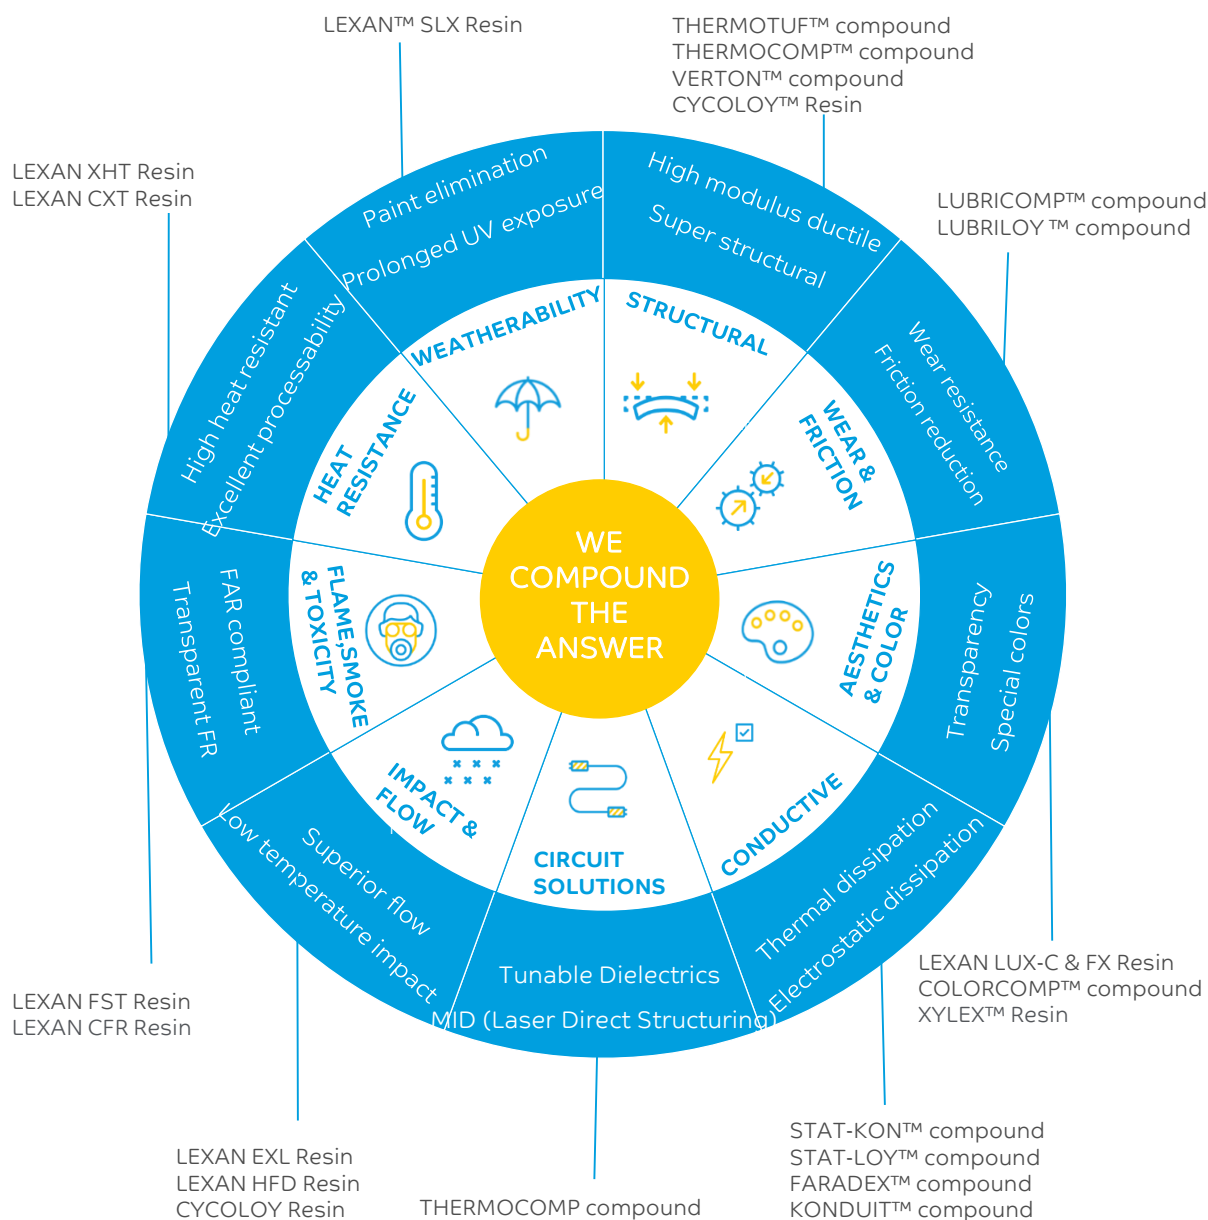 LEXAN™ SLX Resin
THERMOTUF™ compound
THERMOCOMP™ compound
VERTON™ compound
CYCOLOY™ Resin
LEXAN XHT Resin
LEXAN CXT Resin
LUBRICOMP™ compound
LUBRILOY ™ compound
Paint elimination
Prolonged UV exposure
High modulus ductile
Super structural
High heat resistant
Excellent processability
Wear resistance
Friction reduction
WEATHERABILITY
STRUCTURAL
HEAT
RESISTANCE
WEAR &
FRICTION
WE
COMPOUND
THE
ANSWER
FLAME,SMOKE
& TOXICITY
AESTHETICS
& COLOR
FAR compliant
Transparent FR
Transparency
Special colors
IMPACT &
FLOW
CIRCUIT
SOLUTIONS
CONDUCTIVE
Superior flow
Low temperature impact
Tunable Dielectrics
MID (Laser Direct Structuring)
Thermal dissipation
Electrostatic dissipation
LEXAN FST Resin
LEXAN CFR Resin
LEXAN LUX-C & FX Resin
COLORCOMP™ compound
XYLEX™ Resin
LEXAN EXL Resin
LEXAN HFD Resin
CYCOLOY Resin
THERMOCOMP compound
STAT-KON™ compound
STAT-LOY™ compound
FARADEX™ compound
KONDUIT™ compound